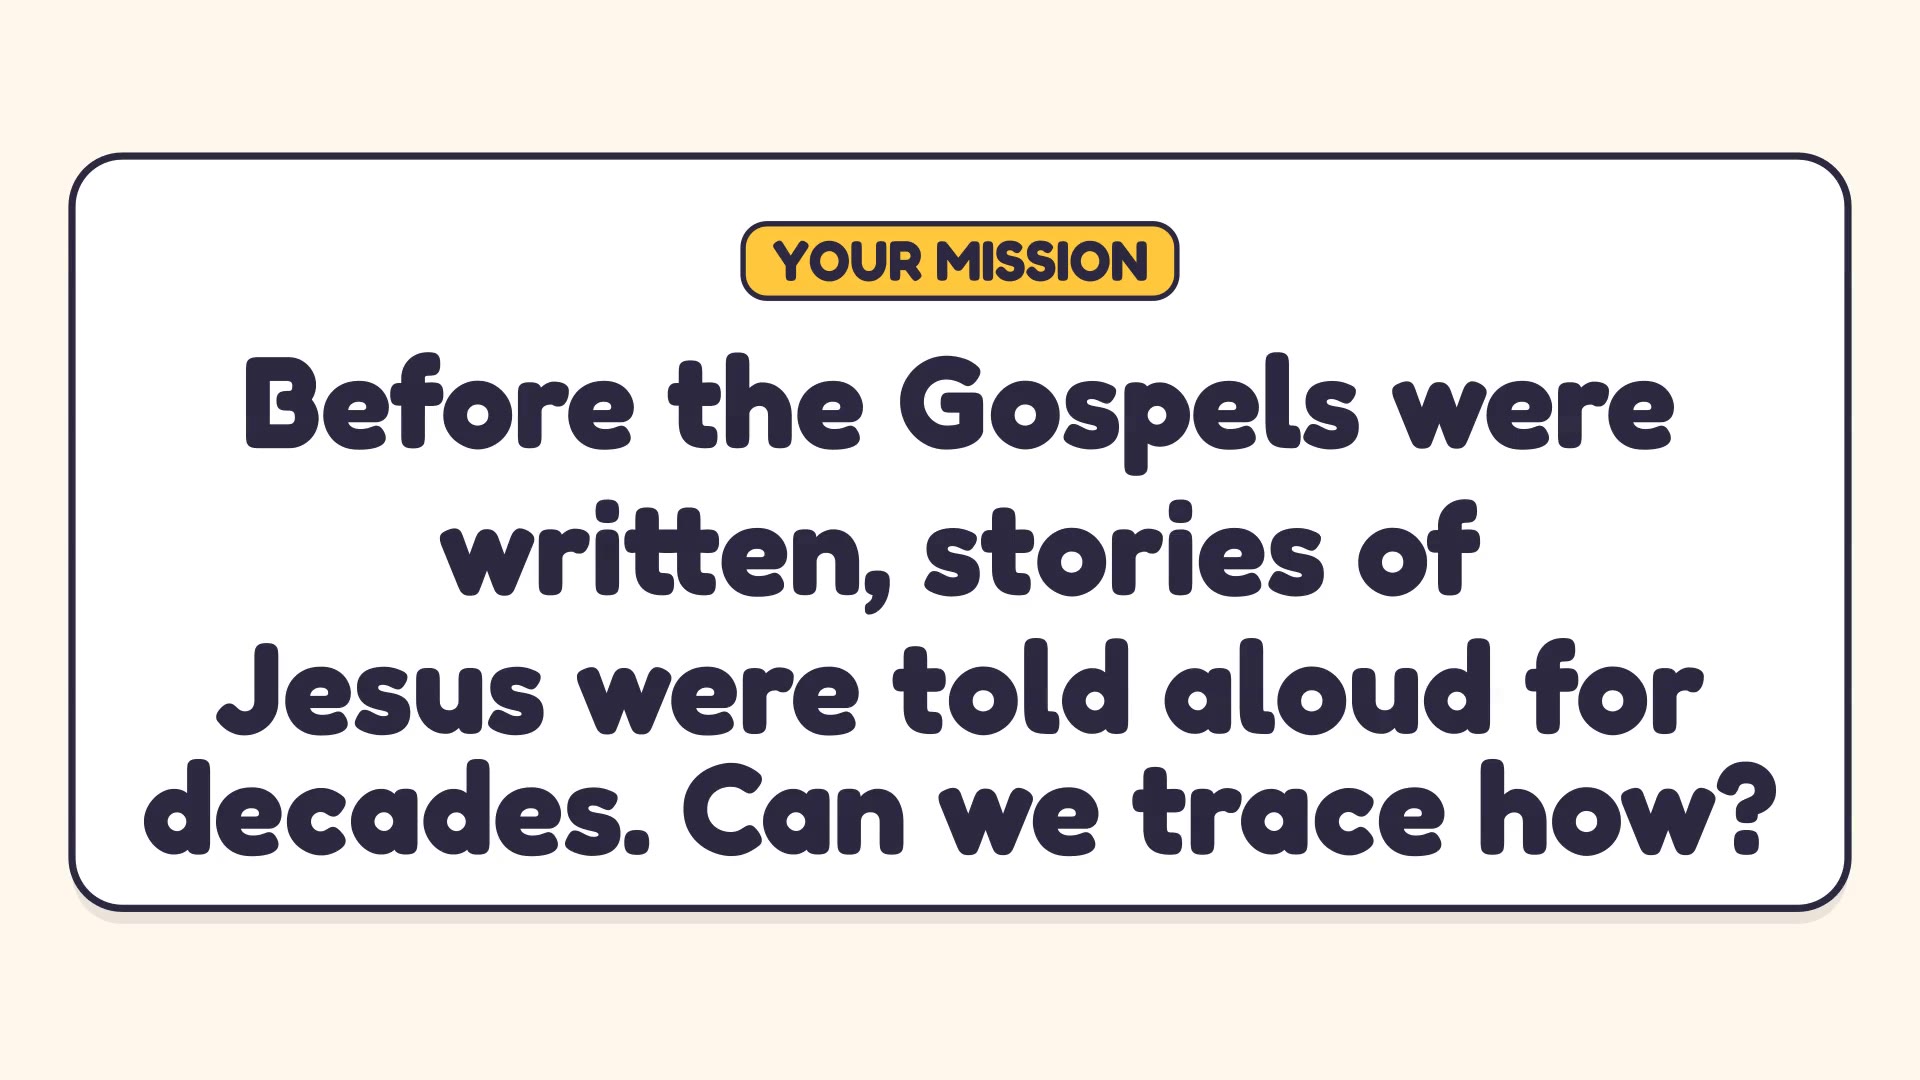 YOUR MISSION
Before the Gospels were
written, stories of
Jesus were told aloud for
decades. Can we trace how?